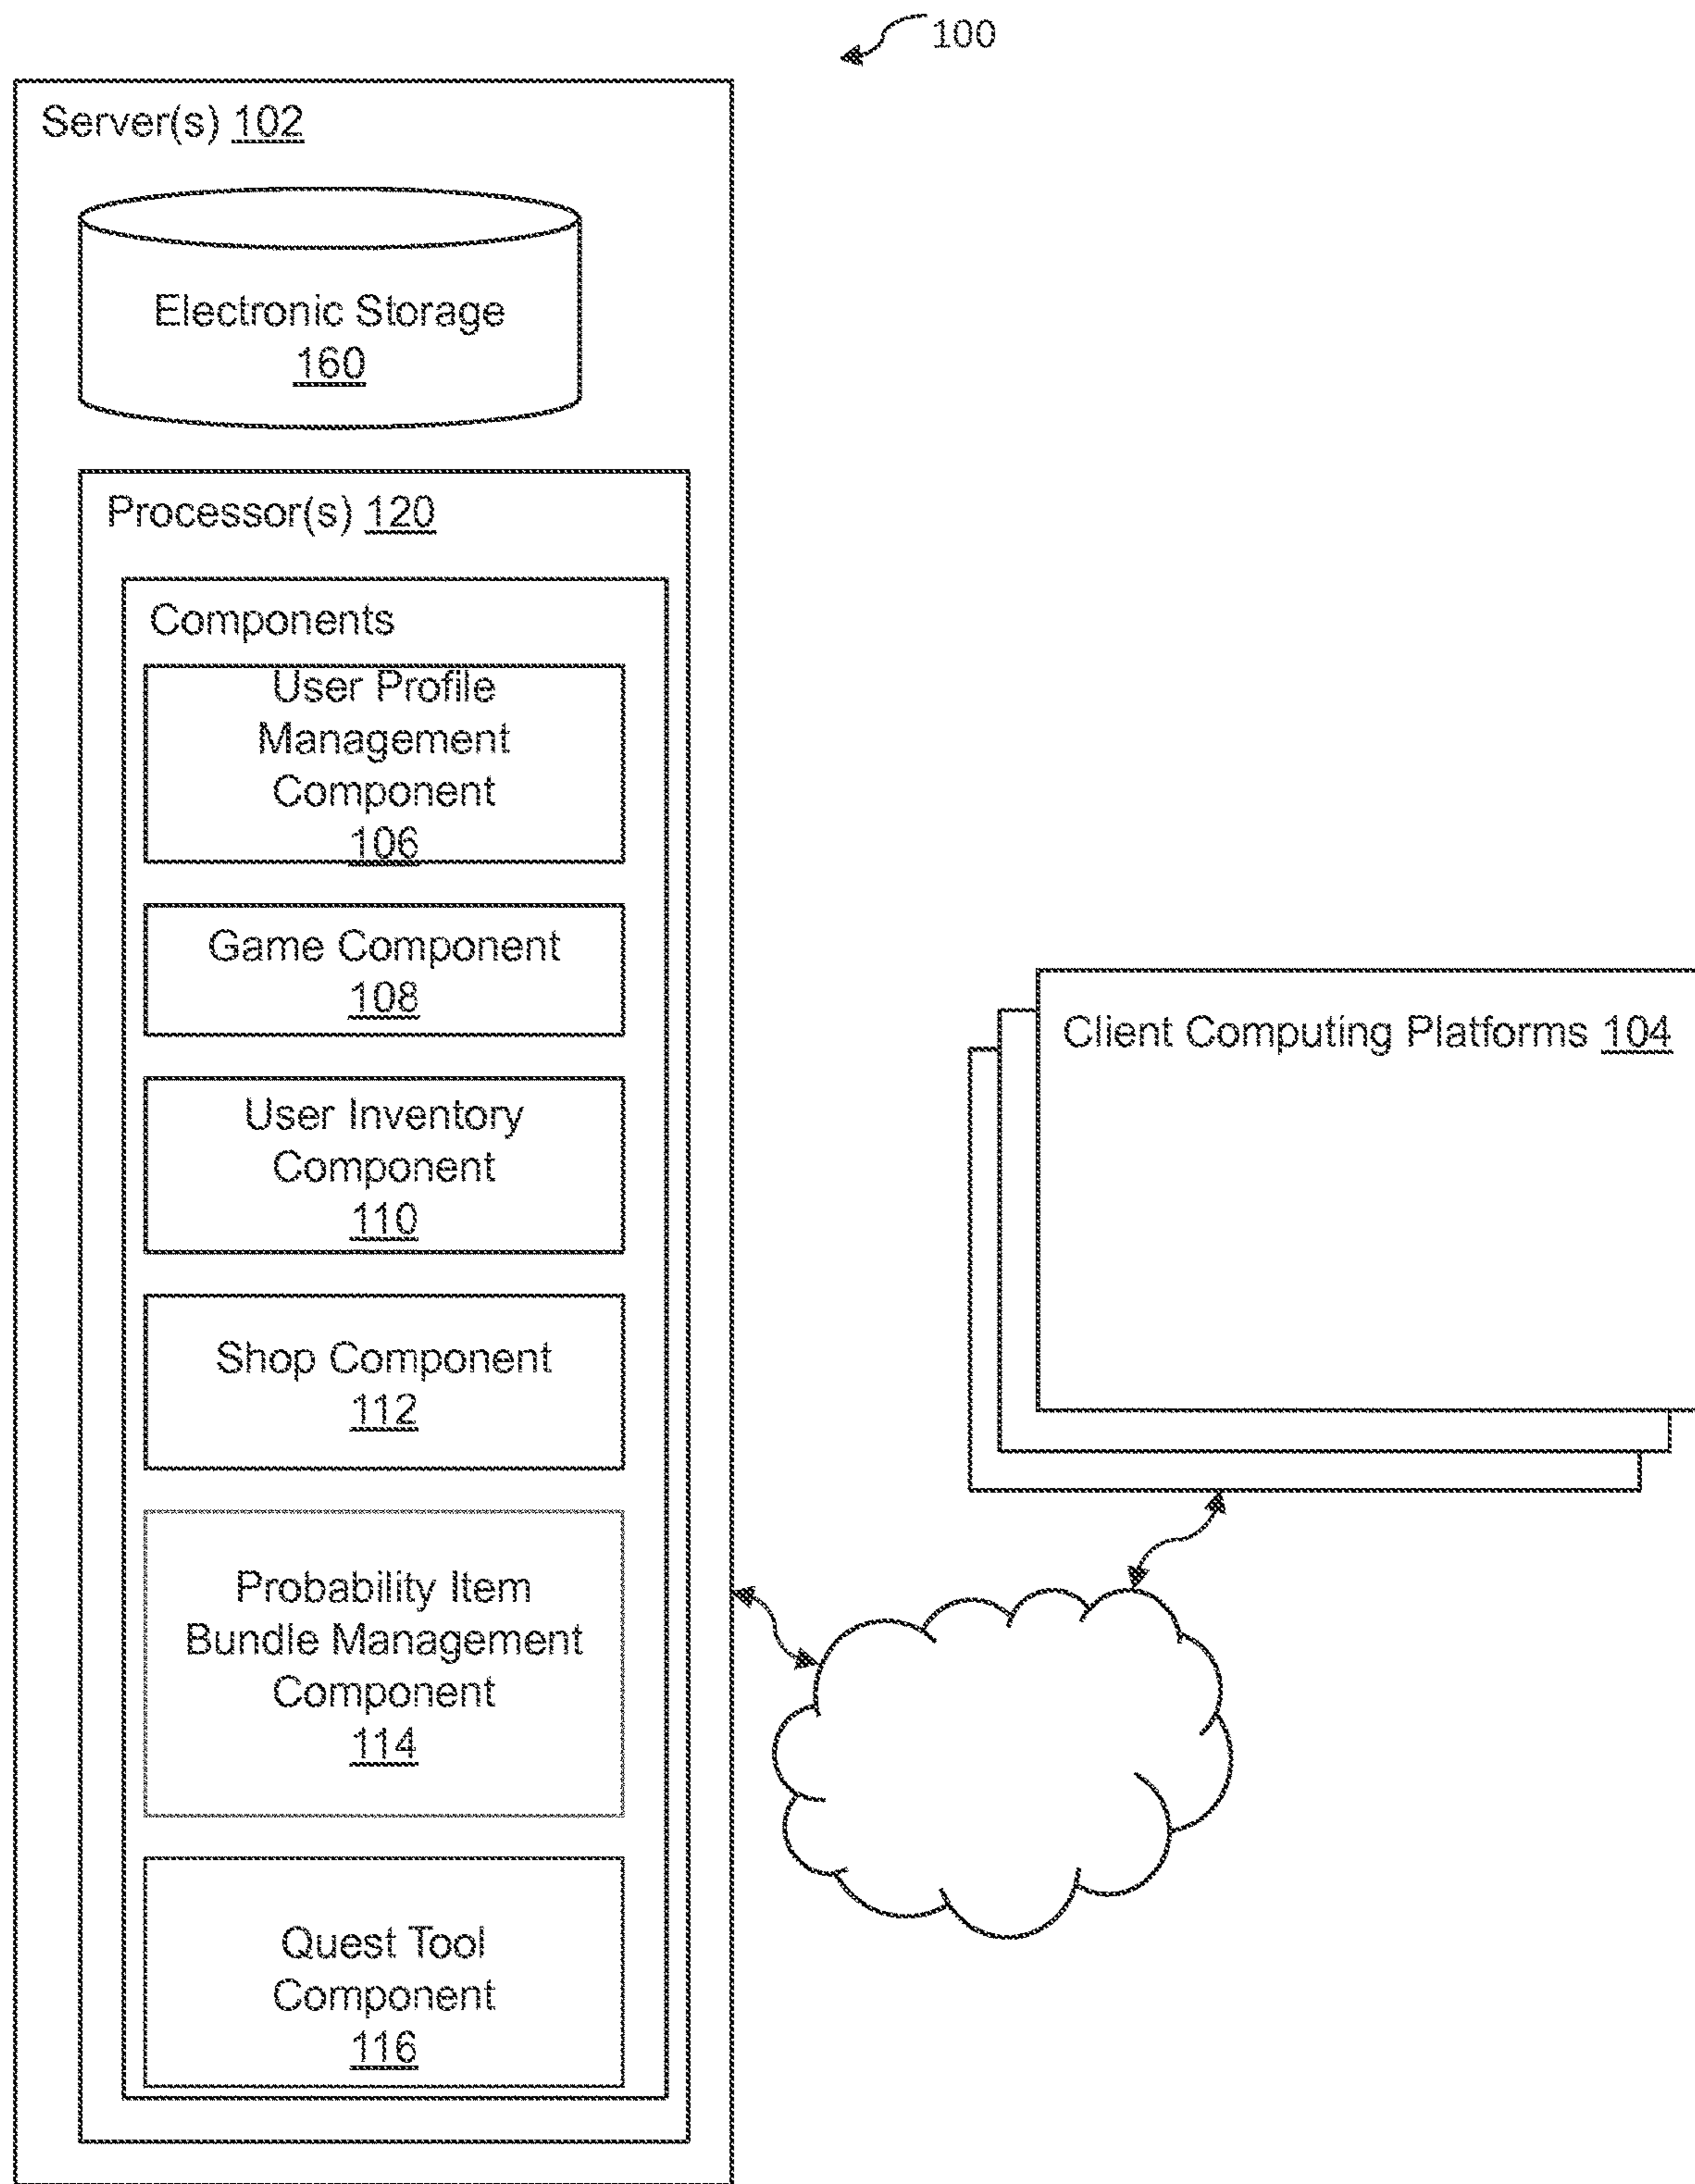 100
Server(s) 102
Electronic Storage
160
Processor(s) 120
Components
User Profile
Management
Component
106
Game Component
108
User Inventory
Component
110
Shop Component
112
Probability Item
Bundle Management
Component
114
Quest Tool
Component
116
Client Computing Platforms 104